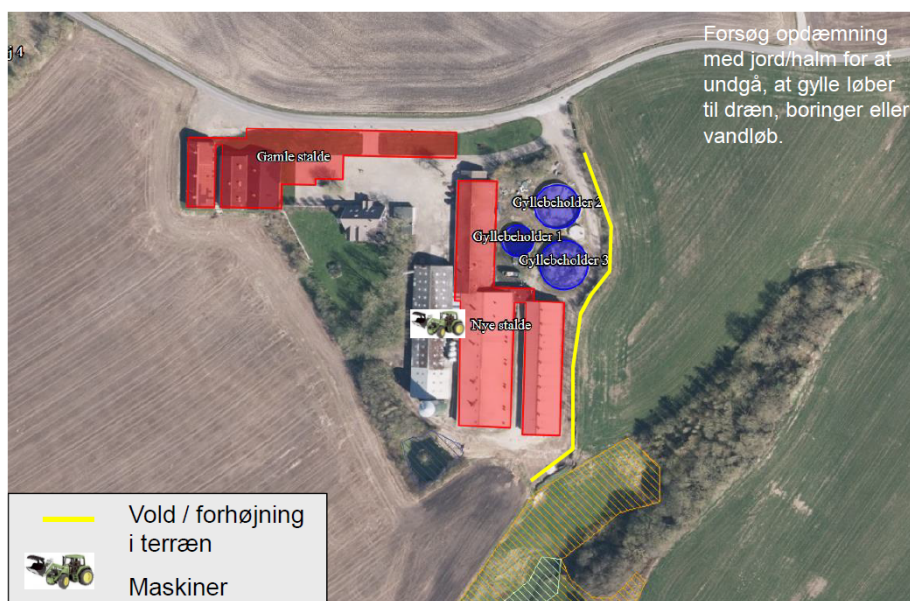 j 4
Forsøg opdæmning
med jord/halm for at
undgå, at gylle løber
til dræn, boringer eller
vandløb.
Gamle stalde
Gyllebeholder 2
Gyllebeholder 1
Gyllebeholder 3
Nye stalde
Vold / forhøjning
i terræn
Maskiner